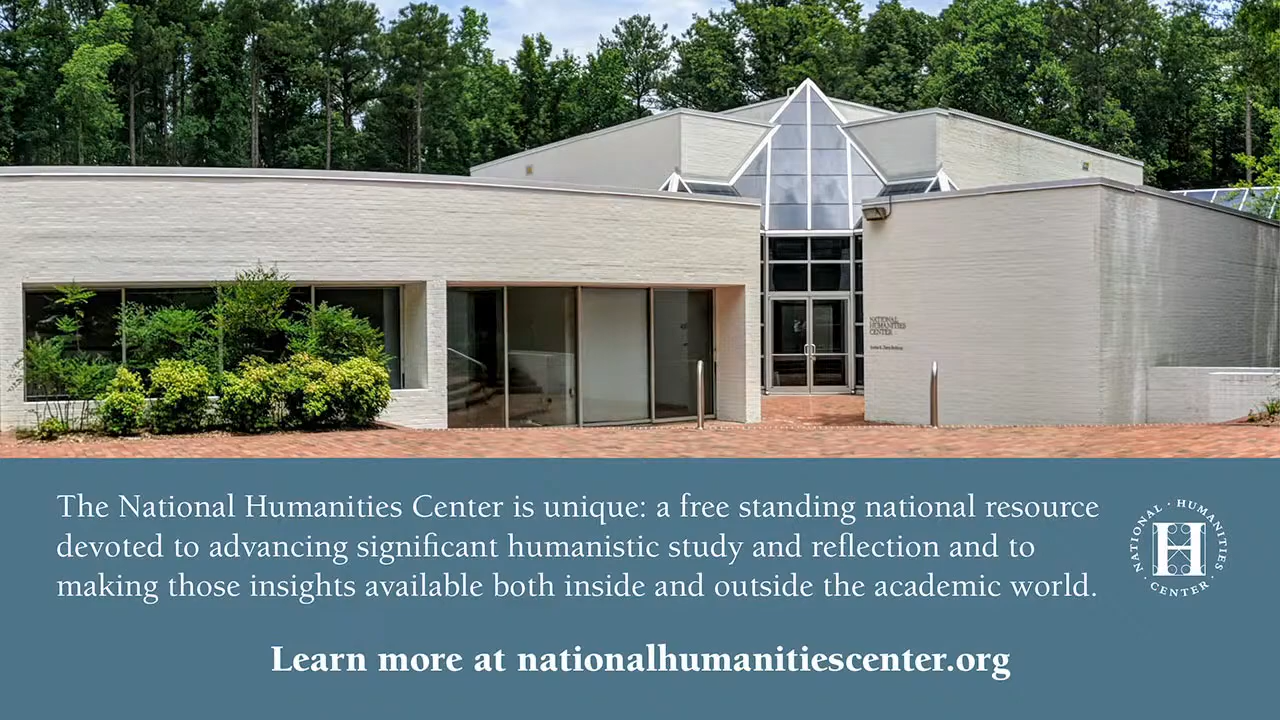 NATIONAL
HUMANITIES
CENTER
The National Humanities Center is unique: a free standing national resource
devoted to advancing significant humanistic study and reflection and to
making those insights available both inside and outside the academic world.
NATIONAL · HUMANITIES · CENTER ·
H
Learn more at nationalhumanitiescenter.org